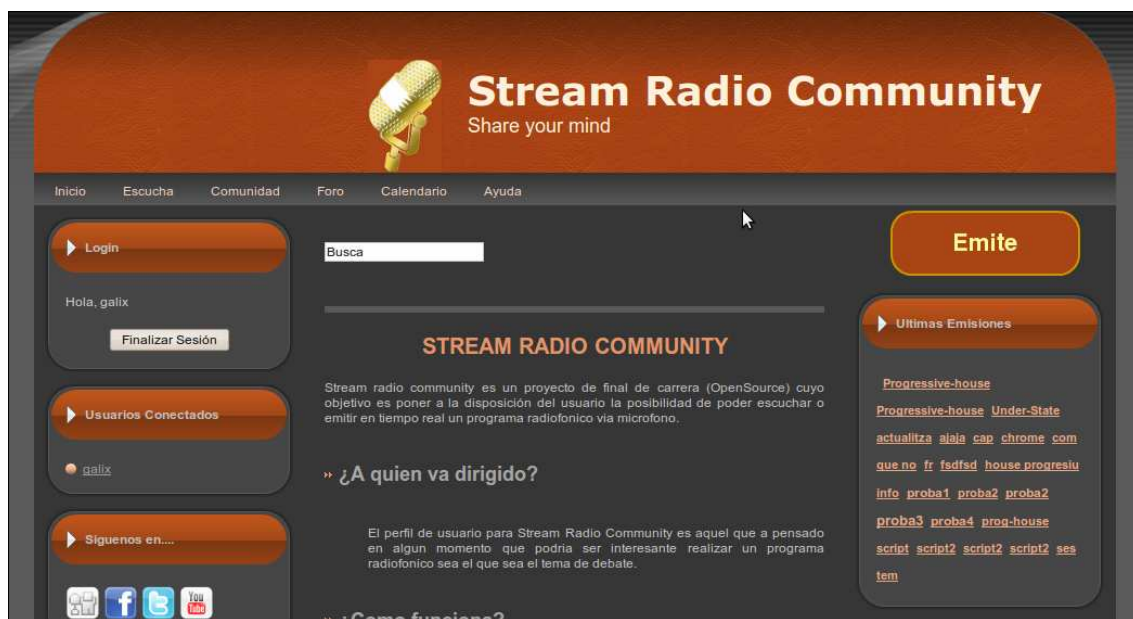 Stream Radio Community
Share your mind
Inicio Escucha Comunidad Foro Calendario Ayuda
Login
Hola, galix
Finalizar Sesión
Usuarios Conectados
galix
Siguenos en....
You
Tube
Busca
STREAM RADIO COMMUNITY
Stream radio community es un proyecto de final de carrera (OpenSource) cuyo
objetivo es poner a la disposición del usuario la posibilidad de poder escuchar o
emitir en tiempo real un programa radiofonico via microfono.
¿A quien va dirigido?
El perfil de usuario para Stream Radio Community es aquel que a pensado
en algun momento que podria ser interesante realizar un programa
radiofonico sea el que sea el tema de debate.
¿Como funciona?
Emite
Ultimas Emisiones
Progressive-house
Progressive-house Under-State
actualitza ajaja cap chrome com
que no fr fsdfsd house progresiu
info proba1 proba2 proba2
proba3 proba4 prog-house
script script2 script2 script2 ses
tem